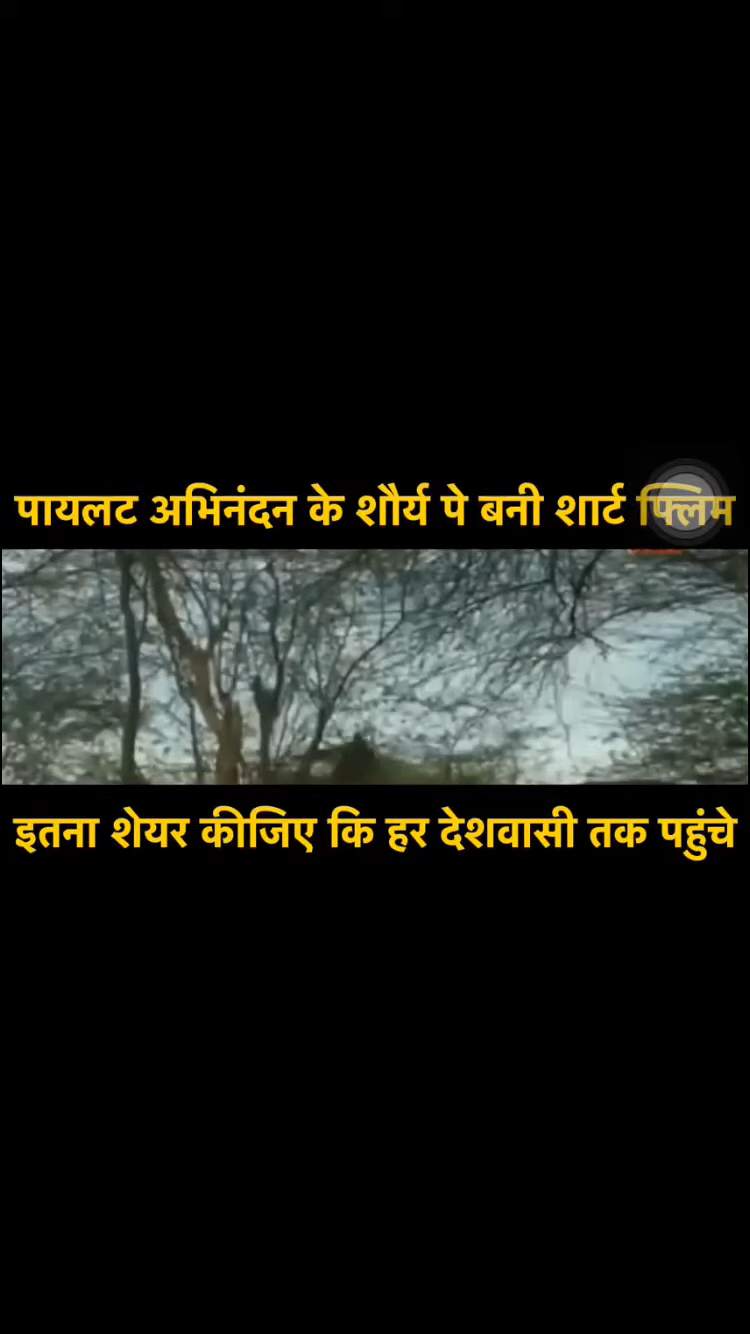 पायलट अभिनंदन के शौर्य पे बनी शार्ट फ्लिम
इतना शेयर कीजिए कि हर देशवासी तक पहुंचे